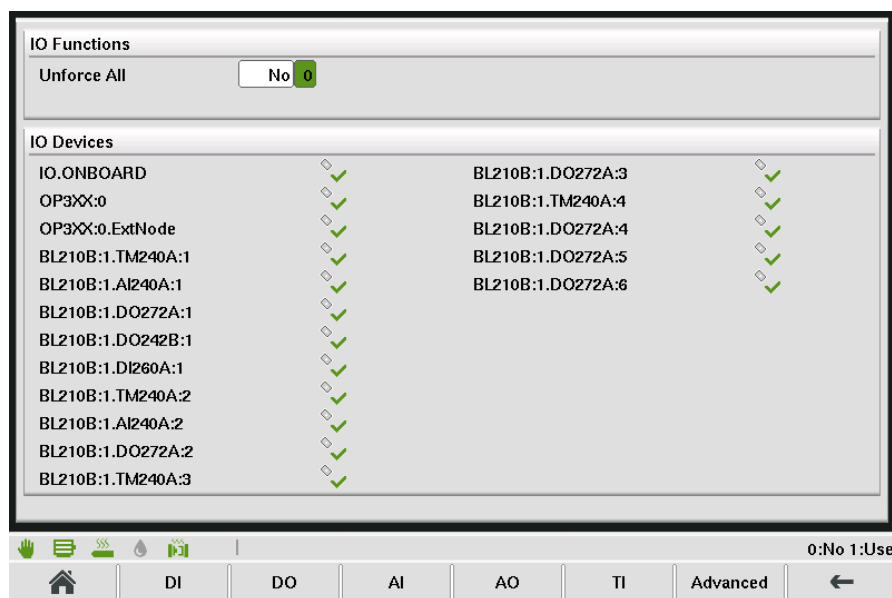 IO Functions
Unforce All No 0
IO Devices
IO.ONBOARD
OP3XX:0
OP3XX:0.ExtNode
BL210B:1.TM240A:1
BL210B:1.AI240A:1
BL210B:1.DO272A:1
BL210B:1.DO242B:1
BL210B:1.DI260A:1
BL210B:1.TM240A:2
BL210B:1.AI240A:2
BL210B:1.DO272A:2
BL210B:1.TM240A:3
BL210B:1.DO272A:3
BL210B:1.TM240A:4
BL210B:1.DO272A:4
BL210B:1.DO272A:5
BL210B:1.DO272A:6
0:No 1:Use
DI DO AI AO TI Advanced